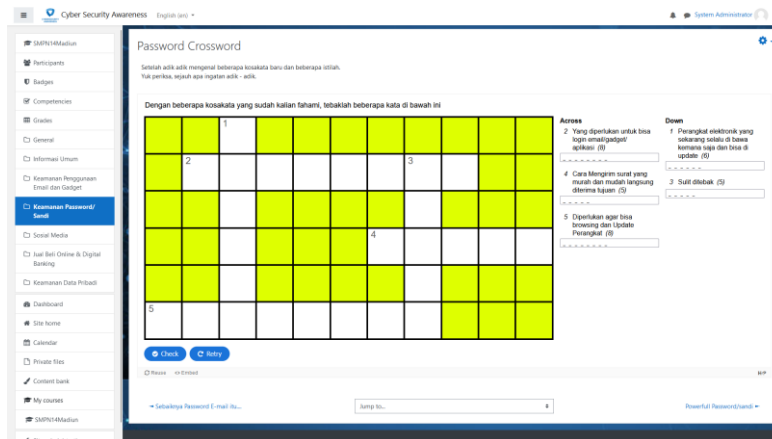 Cyber Security Awareness
English (en)
System Administrator
SMPN14Madiun
Participants
Badges
Competencies
Grades
General
Informasi Umum
Keamanan Penggunaan
Email dan Gadget
Keamanan Password/
Sandi
Sosial Media
Jual Beli Online & Digital
Banking
Keamanan Data Pribadi
Dashboard
Site home
Calendar
Private files
Content bank
My courses
SMPN14Madiun
Password Crossword
Setelah adik adik mengenal beberapa kosakata baru dan beberapa istilah.
Yuk periksa, sejauh apa ingatan adik - adik.
Dengan beberapa kosakata yang sudah kalian fahami, tebaklah beberapa kata di bawah ini
1
2
3
4
5
Across
2 Yang diperlukan untuk bisa
login email/gadget/
aplikasi (8)
4 Cara Mengirim surat yang
murah dan mudah langsung
diterima tujuan (5)
5 Diperlukan agar bisa
browsing dan Update
Perangkat (8)
Down
1 Perangkat elektronik yang
sekarang selalu di bawa
kemana saja dan bisa di
update (6)
3 Sulit ditebak (5)
Check
Retry
Reuse
Embed
H-P
Sebaiknya Password E-mail itu...
Jump to...
Powerfull Password/sandi